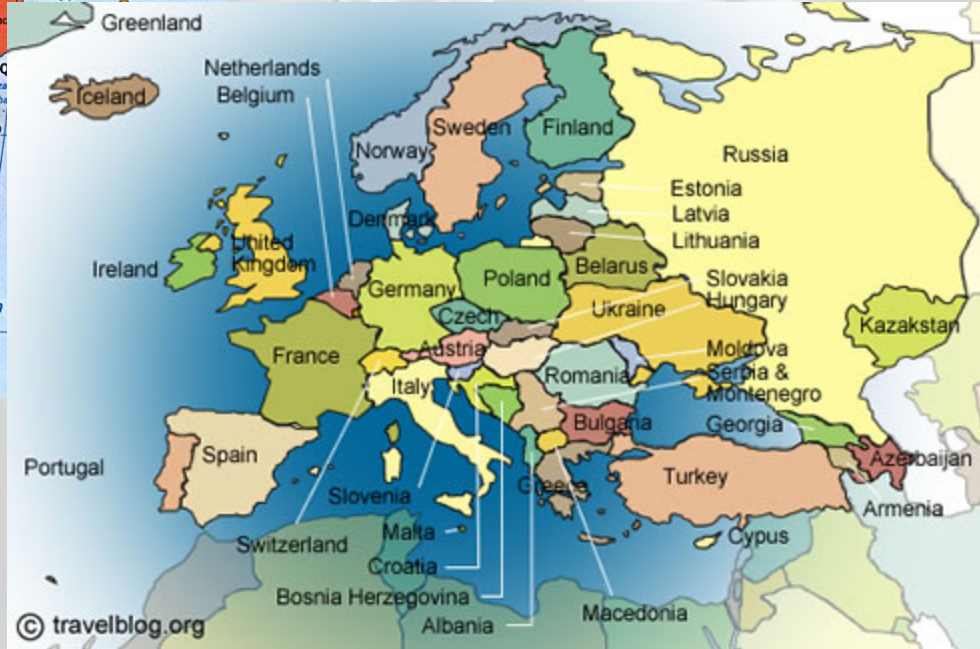 Greenland
Netherlands
Belgium
Iceland
Sweden
Finland
Norway
Russia
Estonia
Denmark
Latvia
United
Kingdom
Lithuania
Ireland
Belarus
Poland
Slovakia
Germany
Hungary
Ukraine
Czech
Kazakstan
Austria
Moldova
France
Serbia &
Montenegro
Romania
Italy
Bulgaria
Georgia
Spain
Azerbaijan
Portugal
Turkey
Greece
Slovenia
Armenia
Malta
Cypus
Switzerland
Croatia
Bosnia Herzegovina
Macedonia
Albania
© travelblog.org